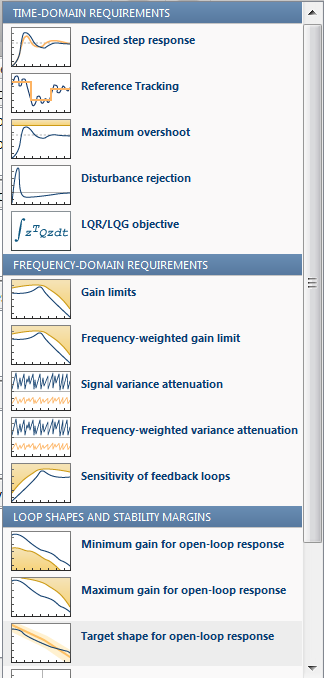 TIME-DOMAIN REQUIREMENTS
Desired step response
Reference Tracking
Maximum overshoot
Disturbance rejection
∫zᵀQzdt
LQR/LQG objective
FREQUENCY-DOMAIN REQUIREMENTS
Gain limits
Frequency-weighted gain limit
Signal variance attenuation
Frequency-weighted variance attenuation
Sensitivity of feedback loops
LOOP SHAPES AND STABILITY MARGINS
Minimum gain for open-loop response
Maximum gain for open-loop response
Target shape for open-loop response